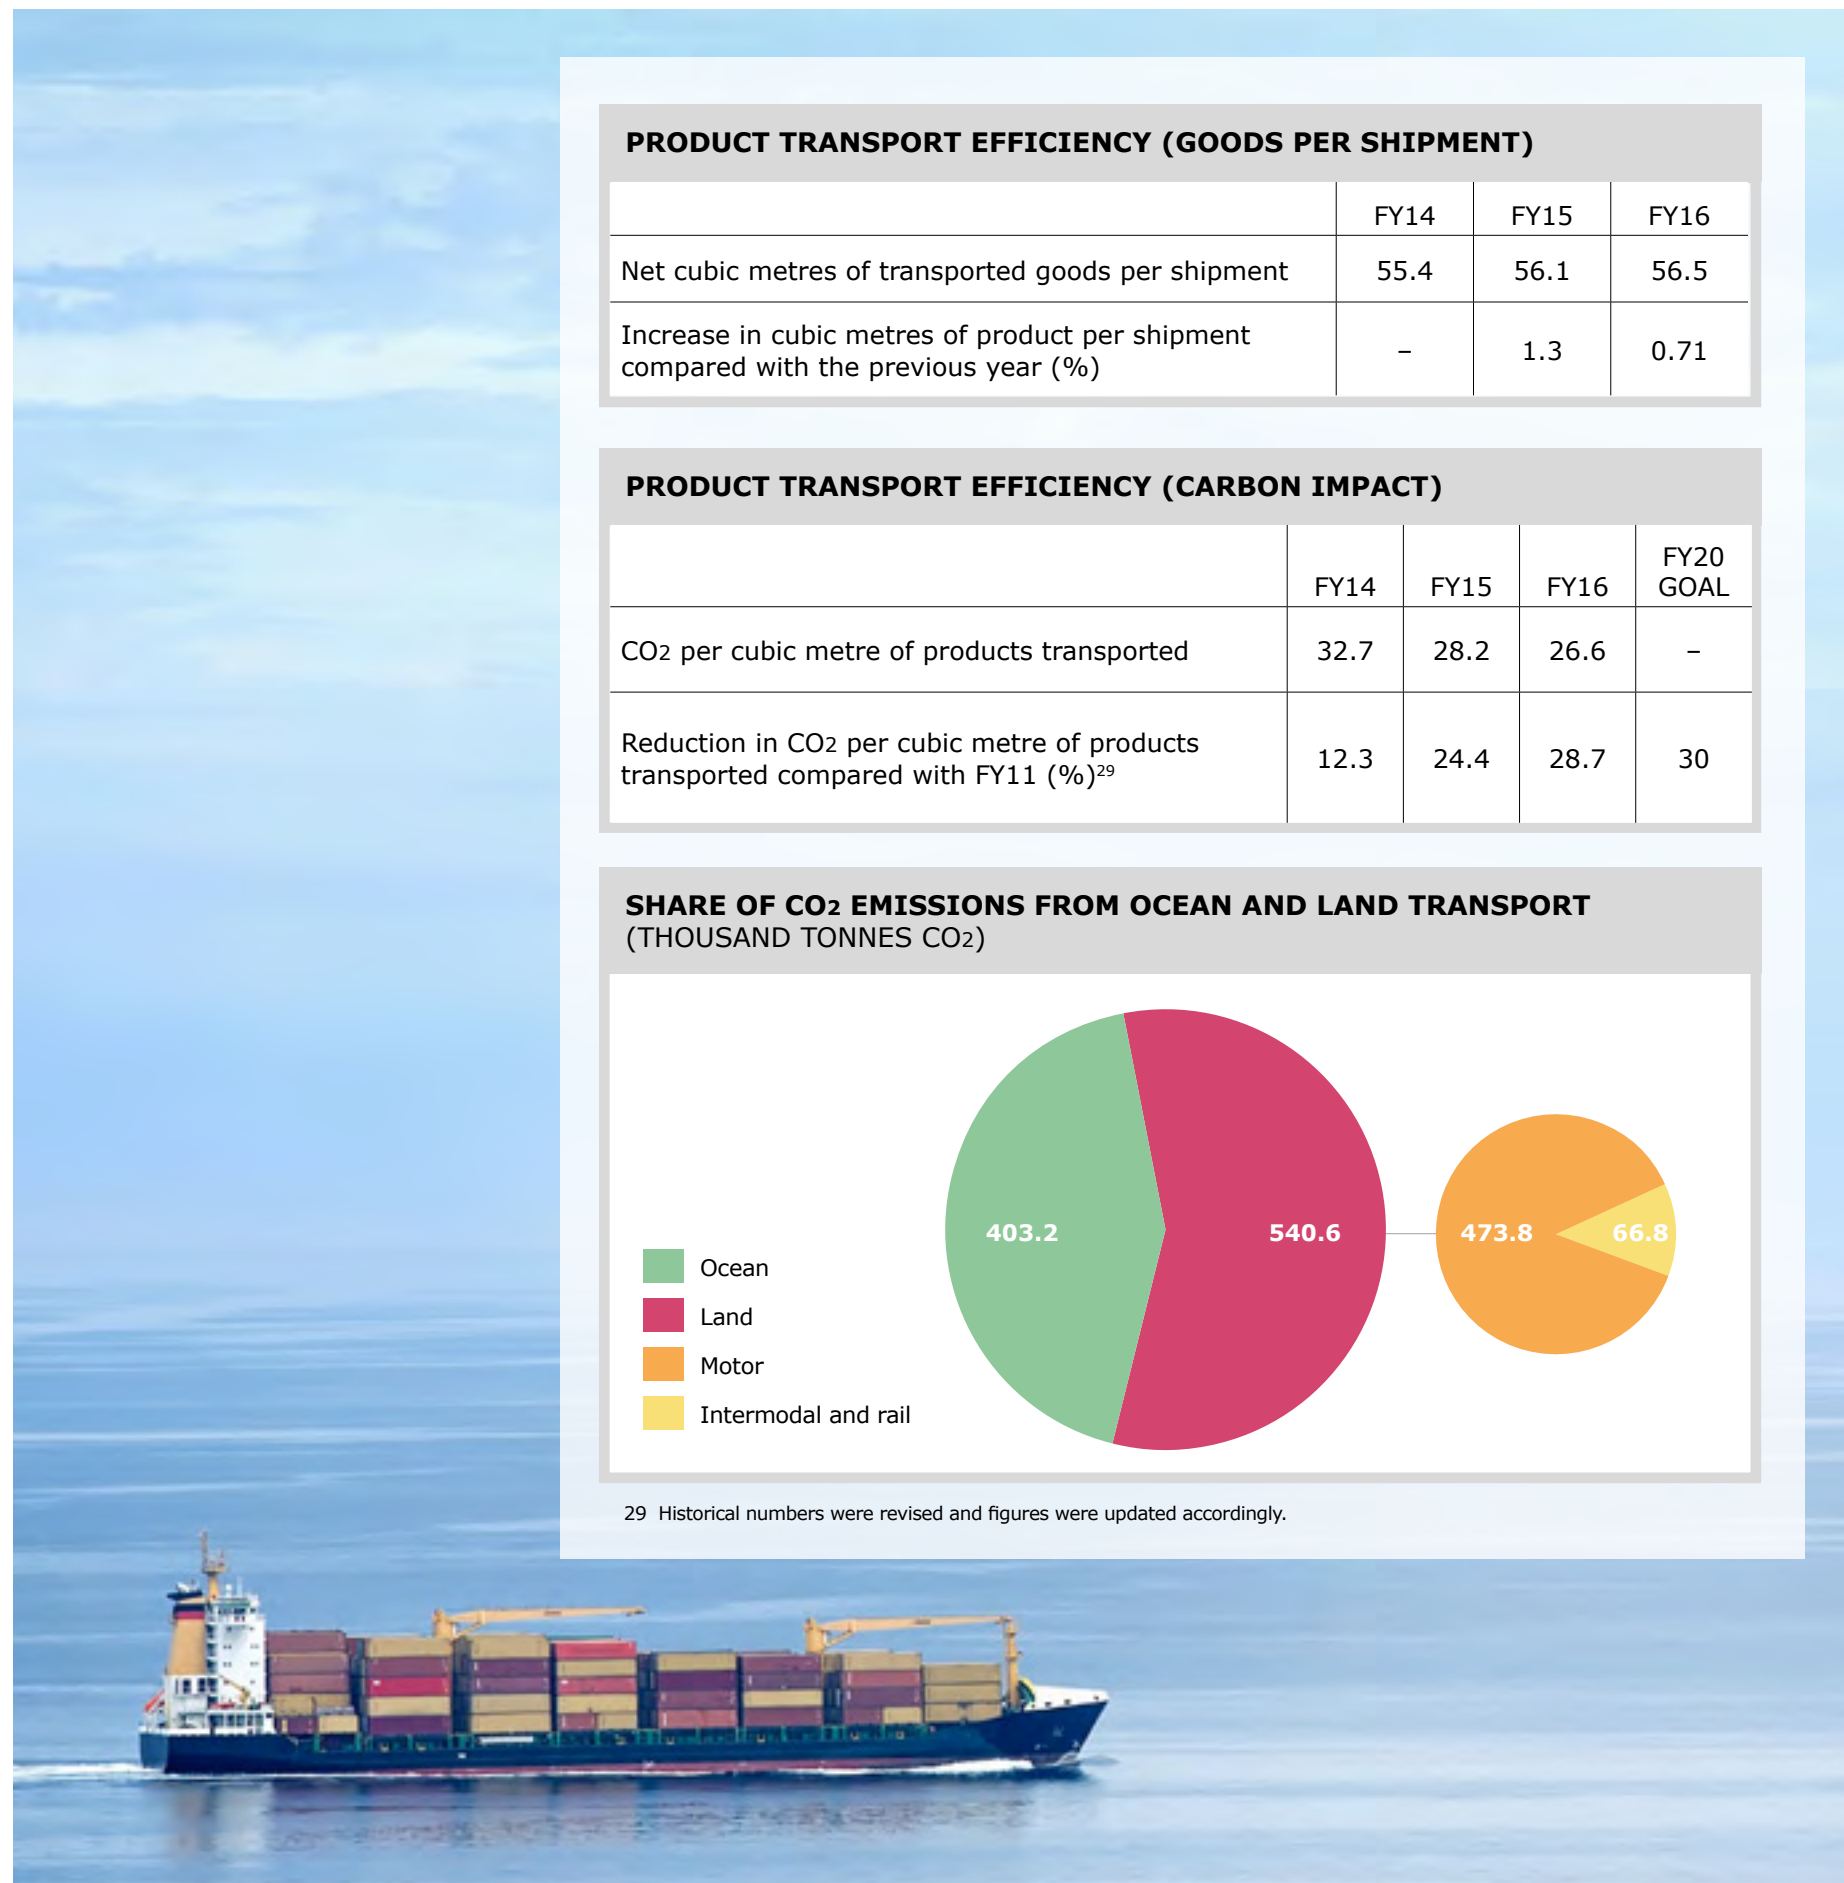 PRODUCT TRANSPORT EFFICIENCY (GOODS PER SHIPMENT)
FY14 FY15 FY16
Net cubic metres of transported goods per shipment 55.4 56.1 56.5
Increase in cubic metres of product per shipment
compared with the previous year (%) – 1.3 0.71
PRODUCT TRANSPORT EFFICIENCY (CARBON IMPACT)
FY14 FY15 FY16 FY20
GOAL
CO2 per cubic metre of products transported 32.7 28.2 26.6 –
Reduction in CO2 per cubic metre of products
transported compared with FY11 (%)29 12.3 24.4 28.7 30
SHARE OF CO2 EMISSIONS FROM OCEAN AND LAND TRANSPORT
(THOUSAND TONNES CO2)
403.2 540.6 473.8 66.8
Ocean
Land
Motor
Intermodal and rail
29 Historical numbers were revised and figures were updated accordingly.